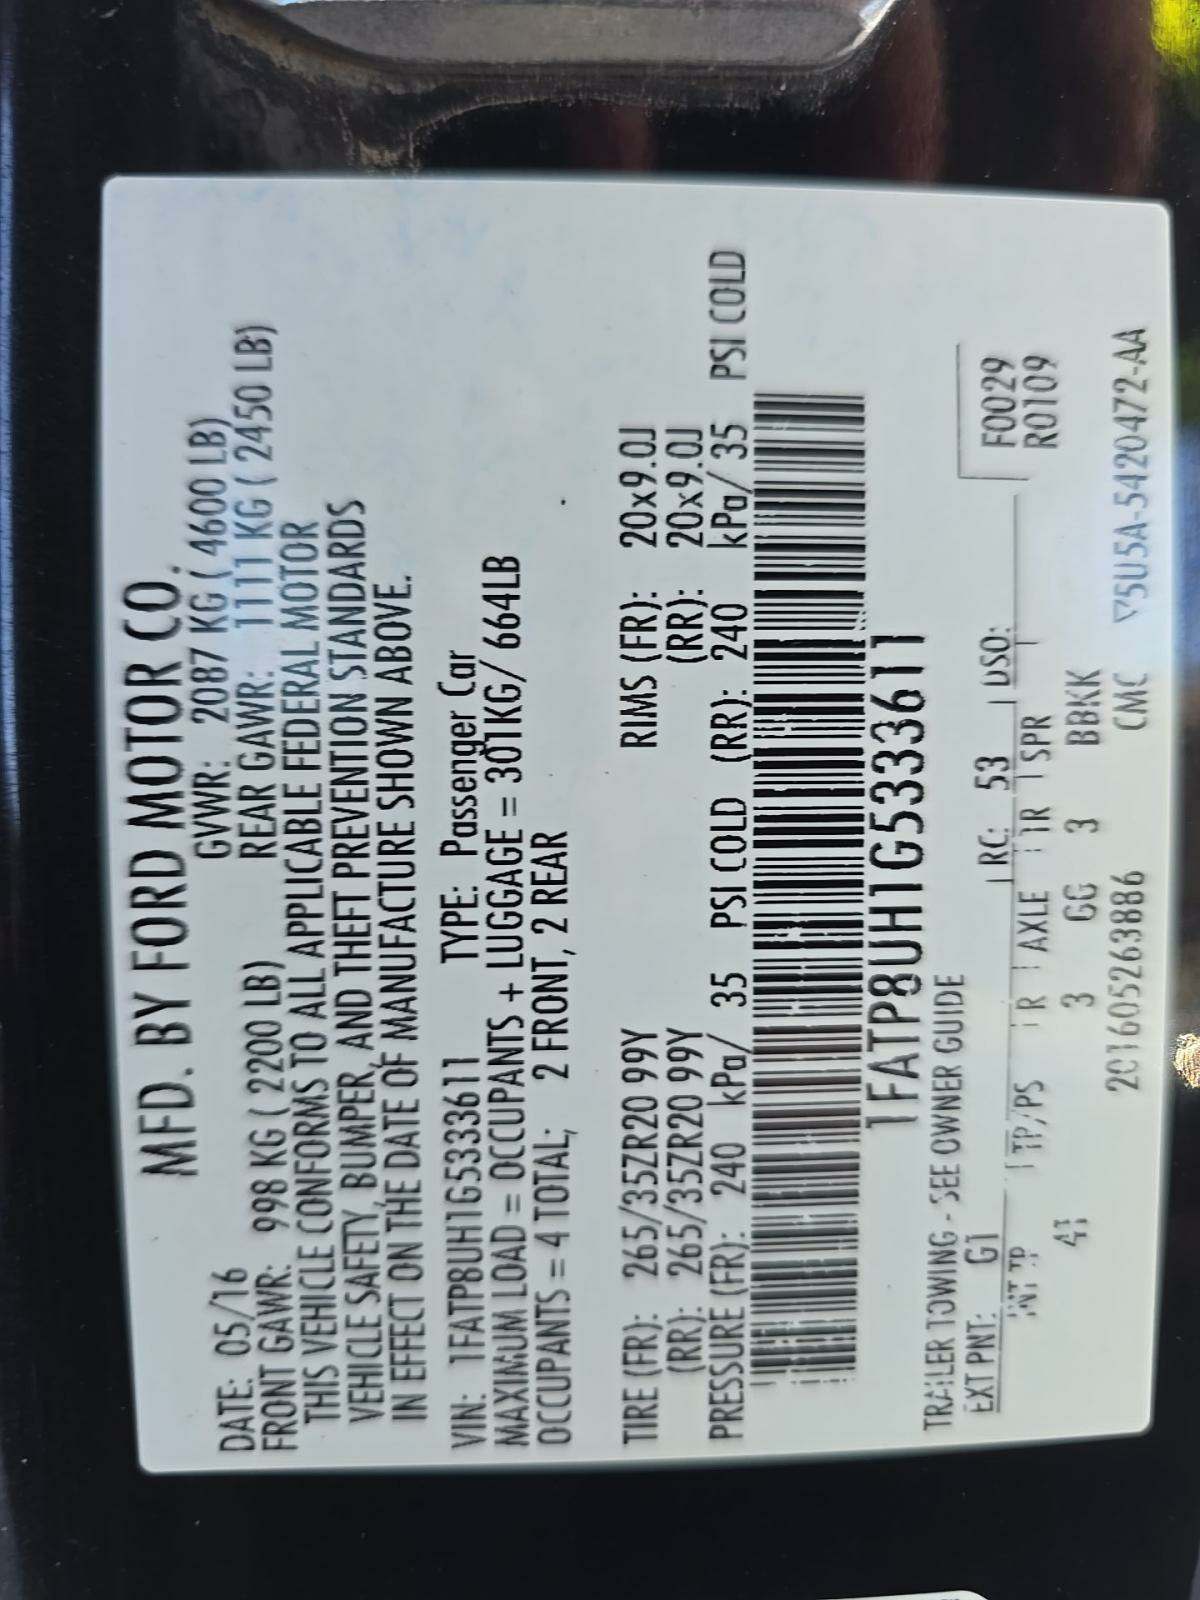 MFD. BY FORD MOTOR CO.
DATE: 05/16 GVWR: 2087 KG ( 4600 LB)
FRONT GAWR: 998 KG ( 2200 LB) REAR GAWR: 1111 KG ( 2450 LB)
THIS VEHICLE CONFORMS TO ALL APPLICABLE FEDERAL MOTOR
VEHICLE SAFETY, BUMPER, AND THEFT PREVENTION STANDARDS
IN EFFECT ON THE DATE OF MANUFACTURE SHOWN ABOVE.
VIN: 1FATP8UH1G5333611 TYPE: Passenger Car
MAXIMUM LOAD = OCCUPANTS + LUGGAGE = 301KG/ 664LB
OCCUPANTS = 4 TOTAL; 2 FRONT, 2 REAR
TIRE (FR): 265/35ZR20 99Y RIMS (FR): 20x9.0J
(RR): 265/35ZR20 99Y (RR): 20x9.0J
PRESSURE (FR): 240 kPa/ 35 PSI COLD (RR): 240 kPa/ 35 PSI COLD
1FATP8UH1G5333611
TRAILER TOWING - SEE OWNER GUIDE
EXT PNT: G1 RC: 53 DSO: F0029
INT TR TP/PS R AXLE TR SPR R0109
3 GG 3 BBKK
20160526388​6 CMC ▽5U5A-5420472-AA